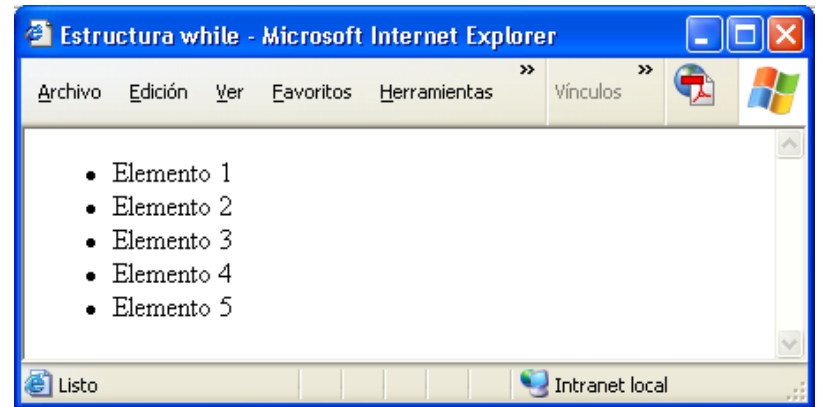 Estructura while - Microsoft Internet Explorer
Archivo Edición Ver Favoritos Herramientas » Vínculos »
• Elemento 1
• Elemento 2
• Elemento 3
• Elemento 4
• Elemento 5
Listo Intranet local